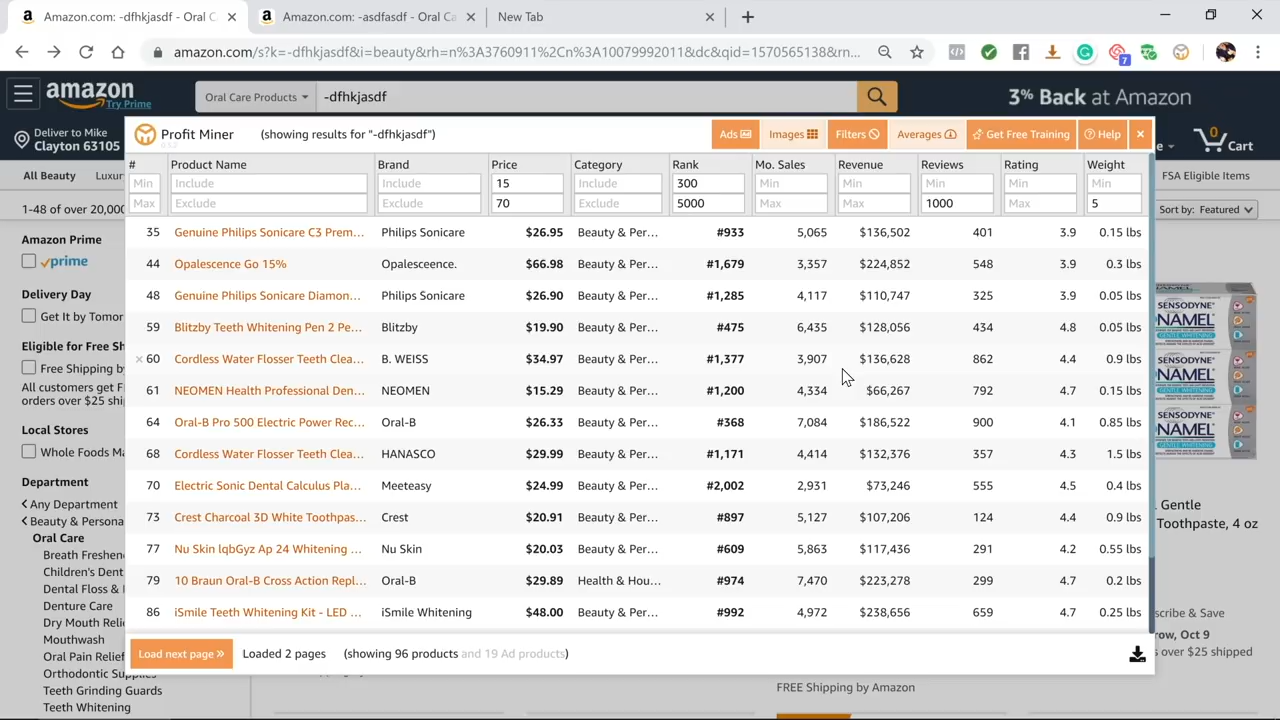 Amazon.com: -dfhkjasdf - Oral C
Amazon.com: -asdfasdf - Oral Ca
New Tab
amazon.com/s?k=-dfhkjasdf&i=beauty&rh=n%3A3760911%2Cn%3A10079992011&dc&qid=1570565138&rn...
7
amazon
Try Prime
Oral Care Products
-dfhkjasdf
3% Back at Amazon
Deliver to Mike
Clayton 63105
0
Cart
All Beauty
Luxur
FSA Eligible Items
1-48 of over 20,000
Sort by: Featured
Profit Miner
(showing results for "-dfhkjasdf")
Ads
Images
Filters
Averages
Get Free Training
Help
# Product Name Brand Price Category Rank Mo. Sales Revenue Reviews Rating Weight
Min Include Include 15 Include 300 Min Min Min Min Min
Max Exclude Exclude 70 Exclude 5000 Max Max 1000 Max 5
35 Genuine Philips Sonicare C3 Prem... Philips Sonicare $26.95 Beauty & Per... #933 5,065 $136,502 401 3.9 0.15 lbs
44 Opalescence Go 15% Opalesceence. $66.98 Beauty & Per... #1,679 3,357 $224,852 548 3.9 0.3 lbs
48 Genuine Philips Sonicare Diamon... Philips Sonicare $26.90 Beauty & Per... #1,285 4,117 $110,747 325 3.9 0.05 lbs
59 Blitzby Teeth Whitening Pen 2 Pe... Blitzby $19.90 Beauty & Per... #475 6,435 $128,056 434 4.8 0.05 lbs
× 60 Cordless Water Flosser Teeth Clea... B. WEISS $34.97 Beauty & Per... #1,377 3,907 $136,628 862 4.4 0.9 lbs
61 NEOMEN Health Professional Den... NEOMEN $15.29 Beauty & Per... #1,200 4,334 $66,267 792 4.7 0.15 lbs
64 Oral-B Pro 500 Electric Power Rec... Oral-B $26.33 Beauty & Per... #368 7,084 $186,522 900 4.1 0.85 lbs
68 Cordless Water Flosser Teeth Clea... HANASCO $29.99 Beauty & Per... #1,171 4,414 $132,376 357 4.3 1.5 lbs
70 Electric Sonic Dental Calculus Pla... Meeteasy $24.99 Beauty & Per... #2,002 2,931 $73,246 555 4.5 0.4 lbs
73 Crest Charcoal 3D White Toothpas... Crest $20.91 Beauty & Per... #897 5,127 $107,206 124 4.4 0.9 lbs
77 Nu Skin lqbGyz Ap 24 Whitening ... Nu Skin $20.03 Beauty & Per... #609 5,863 $117,436 291 4.2 0.55 lbs
79 10 Braun Oral-B Cross Action Repl... Oral-B $29.89 Health & Hou... #974 7,470 $223,278 299 4.7 0.2 lbs
86 iSmile Teeth Whitening Kit - LED ... iSmile Whitening $48.00 Beauty & Per... #992 4,972 $238,656 659 4.7 0.25 lbs
Load next page »
Loaded 2 pages
(showing 96 products and 19 Ad products)
Amazon Prime
prime
Delivery Day
Get It by Tomor
Eligible for Free Sh
Free Shipping by
All customers get F
orders over $25 ship
Local Stores
Whole Foods Ma
Department
Any Department
Beauty & Persona
Oral Care
Breath Freshene
Children's Dent
Dental Floss &
Denture Care
Dry Mouth Relie
Mouthwash
Oral Pain Relief
Orthodontic Supplies
Teeth Grinding Guards
Teeth Whitening
SENSODYNE
NAMEL
GENTLE WHITENING
SENSODYNE
NAMEL
GENTLE WHITENING
SENSODYNE
NAMEL
GENTLE WHITENING
Gentle
Toothpaste, 4 oz
scribe & Save
row, Oct 9
s over $25 shipped
FREE Shipping by Amazon